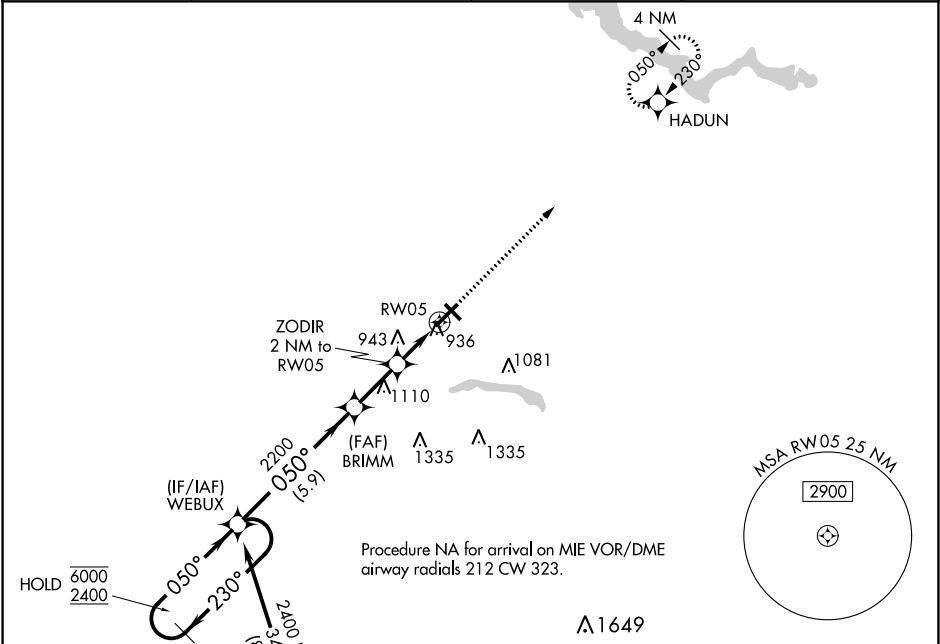 4 NM
050°
230°
HADUN
RW05
ZODIR
2 NM to
RW05
943
936
1081
1110
(FAF)
BRIMM
1335
1335
2200
050°
(5.9)
(IF/IAF)
WEBUX
MSA RW05 25 NM
2900
Procedure NA for arrival on MIE VOR/DME
airway radials 212 CW 323.
HOLD 6000
2400
050°
230°
2400
1649